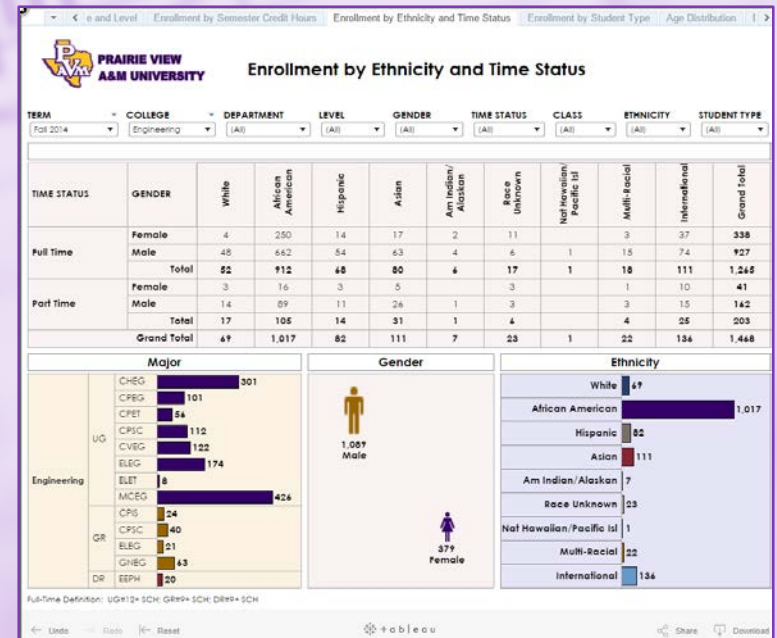 e and Level Enrollment by Semester Credit Hours Enrollment by Ethnicity and Time Status Enrollment by Student Type Age Distribution
PRAIRIE VIEW
A&M UNIVERSITY
Enrollment by Ethnicity and Time Status
TERM COLLEGE DEPARTMENT LEVEL GENDER TIME STATUS CLASS ETHNICITY STUDENT TYPE
Fall 2014 Engineering (All) (All) (All) (All) (All) (All) (All)
TIME STATUS GENDER White African American Hispanic Asian Am Indian/ Alaskan Race Unknown Nat Hawaiian/ Pacific Isl Multi-Racial International Grand Total
Full Time
Female 4 250 14 17 2 11 3 37 338
Male 48 662 54 63 4 6 1 15 74 927
Total 52 912 68 80 6 17 1 18 111 1,265
Part Time
Female 3 16 3 5 3 1 10 41
Male 14 89 11 26 1 3 3 15 162
Total 17 105 14 31 1 6 4 25 203
Grand Total 69 1,017 82 111 7 23 1 22 136 1,468
Major
Engineering
UG
CHEG 301
CPEG 101
CPET 56
CPSC 112
CVEG 122
ELEG 174
ELET 8
MCEG 426
GR
CPIS 24
CPSC 40
ELEG 21
GNEG 63
DR EEPH 20
Gender
1,089
Male
379
Female
Ethnicity
White 69
African American 1,017
Hispanic 82
Asian 111
Am Indian/Alaskan 7
Race Unknown 23
Nat Hawaiian/Pacific Isl 1
Multi-Racial 22
International 136
Full-Time Definition: UG=12+ SCH; GR=9+ SCH; DR=9+ SCH
Undo Redo Reset
+ableau
Share Download